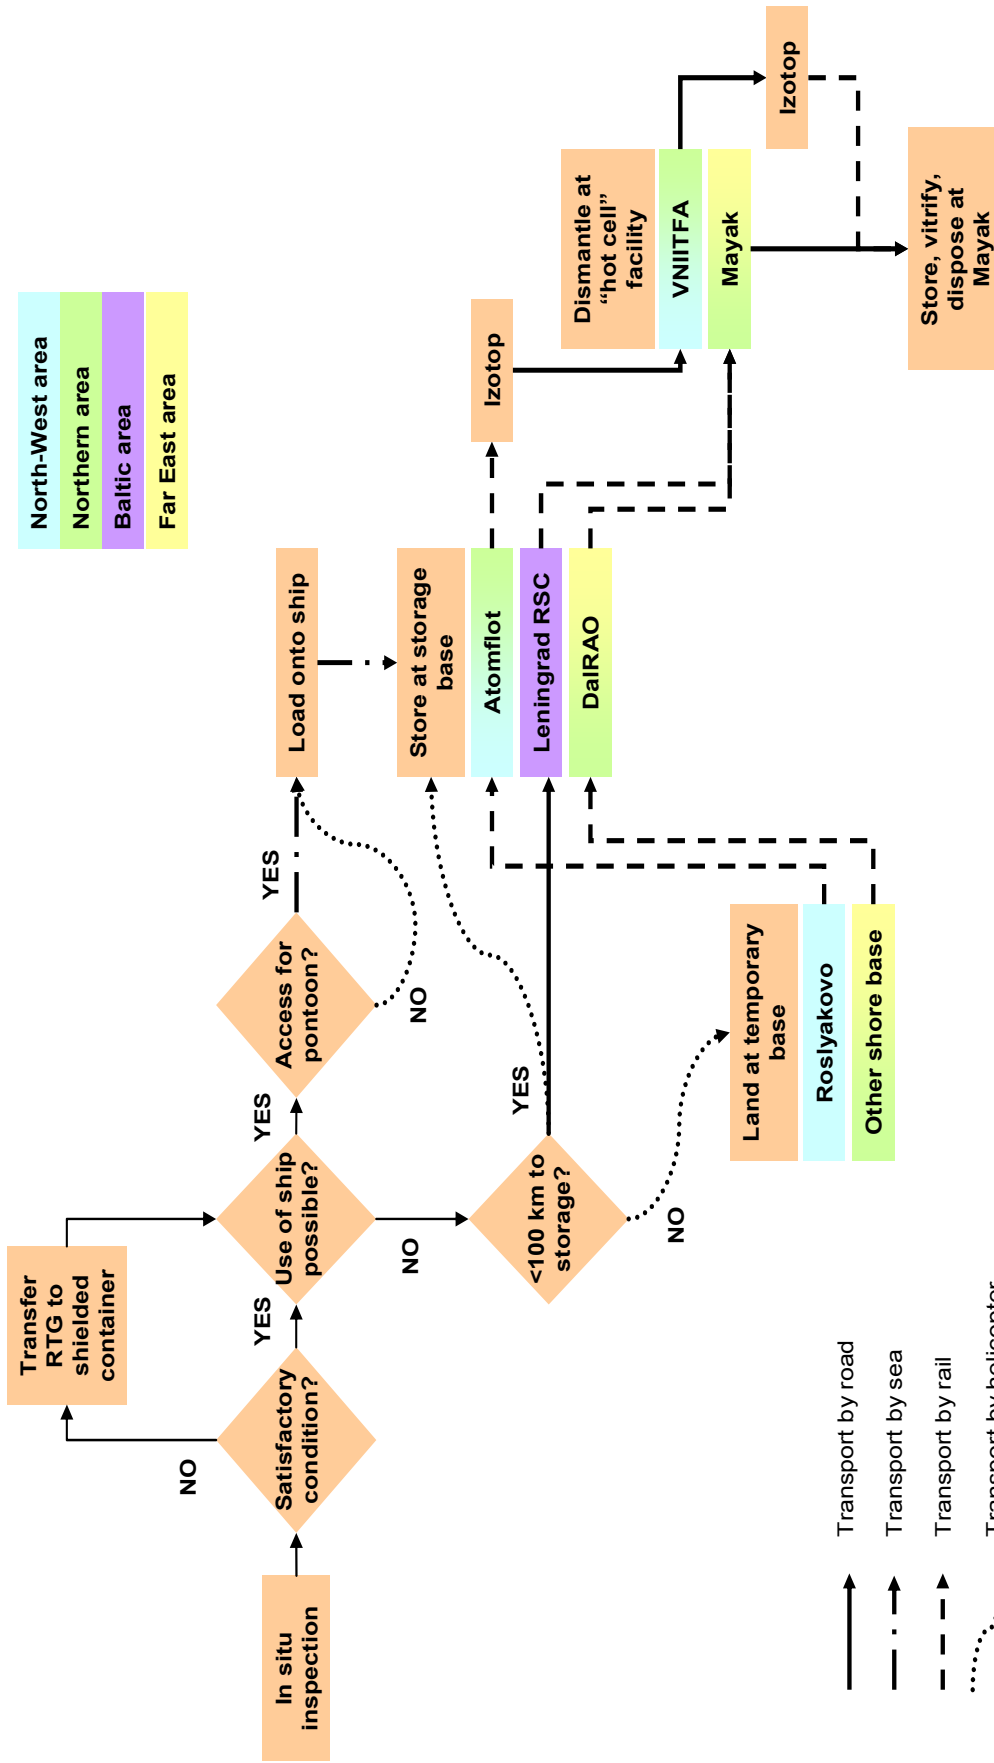 In situ
inspection
Satisfactory
condition?
NO
YES
Transfer
RTG to
shielded
container
Use of ship
possible?
YES
NO
Access for
pontoon?
YES
NO
Load onto ship
<100 km to
storage?
YES
NO
Land at temporary
base
Roslyakovo
Other shore base
Store at storage
base
Atomflot
Leningrad RSC
DalRAO
Izotop
Dismantle at
“hot cell”
facility
VNIITFA
Mayak
Izotop
Store, vitrify,
dispose at
Mayak
North-West area
Northern area
Baltic area
Far East area
Transport by road
Transport by sea
Transport by rail
Transport by helicopter